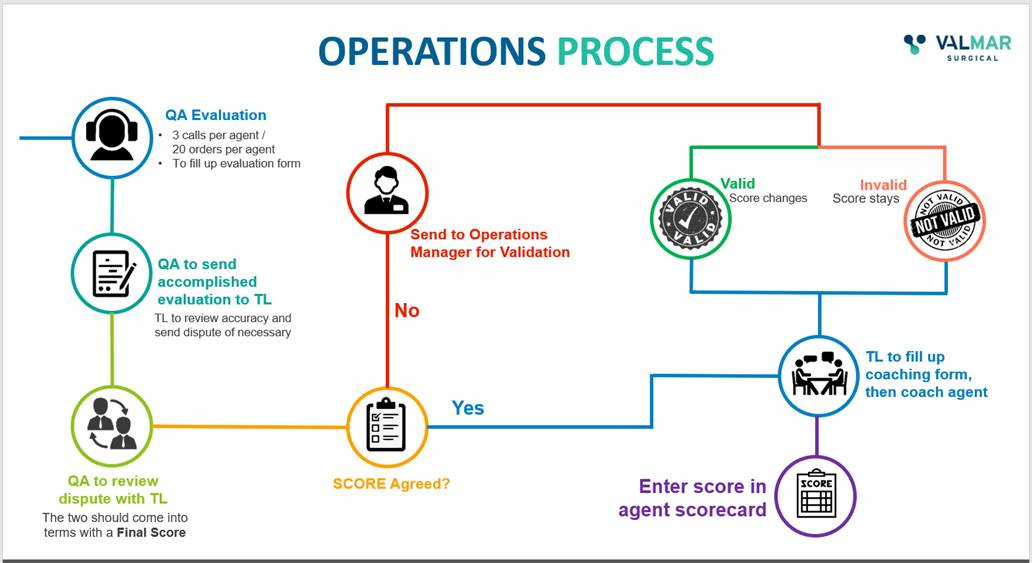 OPERATIONS PROCESS
VALMAR
SURGICAL
QA Evaluation
• 3 calls per agent /
20 orders per agent
• To fill up evaluation form
QA to send
accomplished
evaluation to TL
TL to review accuracy and
send dispute of necessary
QA to review
dispute with TL
The two should come into
terms with a Final Score
SCORE Agreed?
No
Yes
Send to Operations
Manager for Validation
Valid
Score changes
VALID
VALID
Invalid
Score stays
NOT VALID
NOT VALID
NOT VALID
TL to fill up
coaching form,
then coach agent
SCORE
Enter score in
agent scorecard